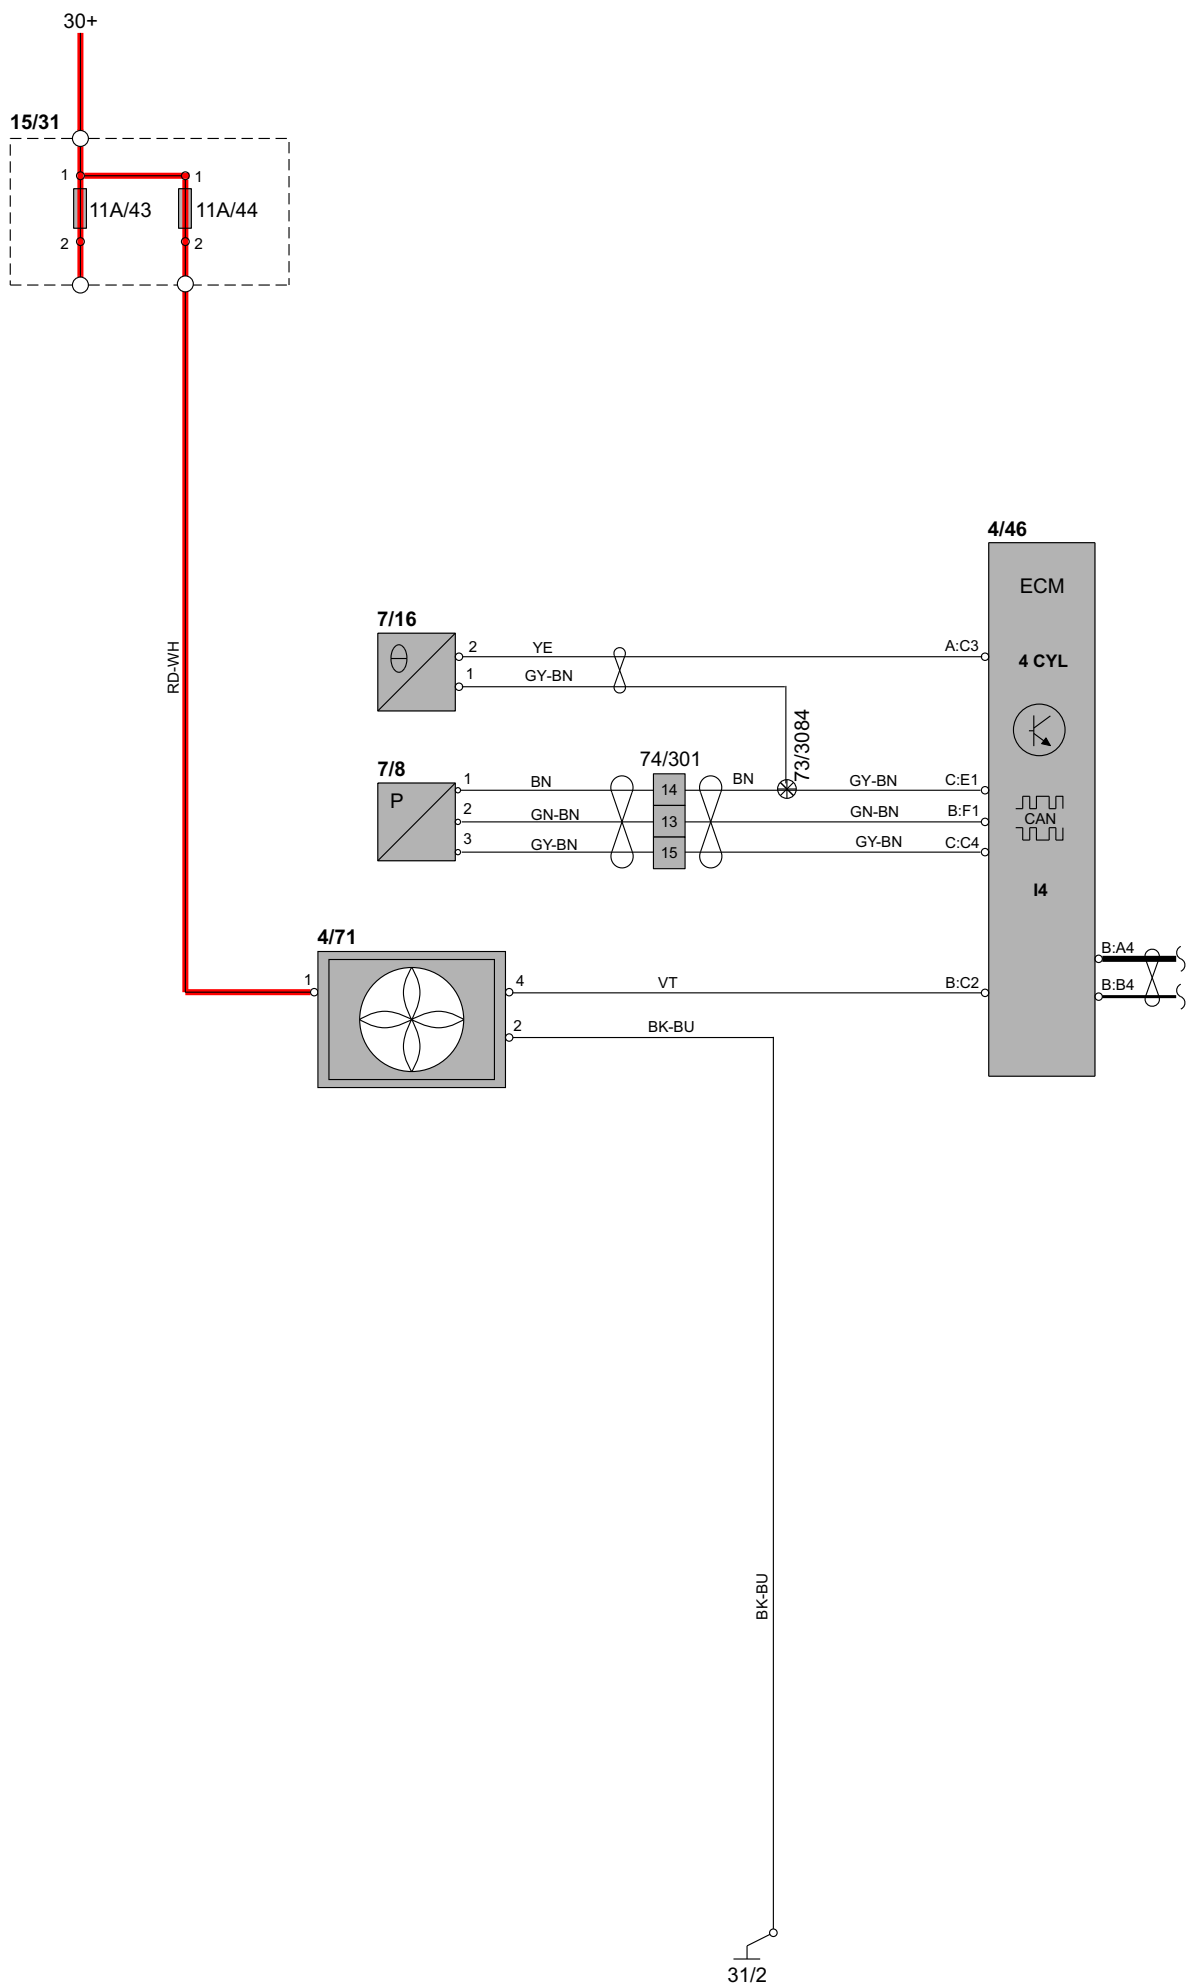 30+
15/31
1
1
11A/43
11A/44
2
2
RD-WH
4/46
ECM
4 CYL
CAN
I4
7/16
2
YE
A:C3
1
GY-BN
73/3084
74/301
7/8
P
1
BN
14
BN
GY-BN
C:E1
2
GN-BN
13
GN-BN
B:F1
3
GY-BN
15
GY-BN
C:C4
4/71
1
4
VT
B:C2
2
BK-BU
B:A4
B:B4
BK-BU
31/2